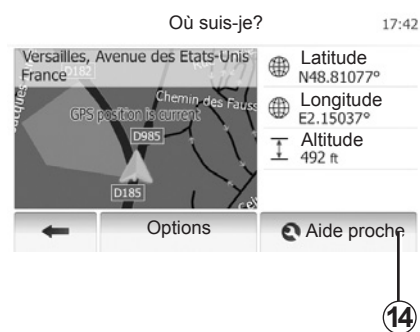 Où suis-je?
17:42
Versailles, Avenue des Etats-Unis
France
D182
Chemin des Fauss
GPS position is current
D985
D185
Latitude
N48.81077°
Longitude
E2.15037°
Altitude
492 ft
Options
Aide proche
14